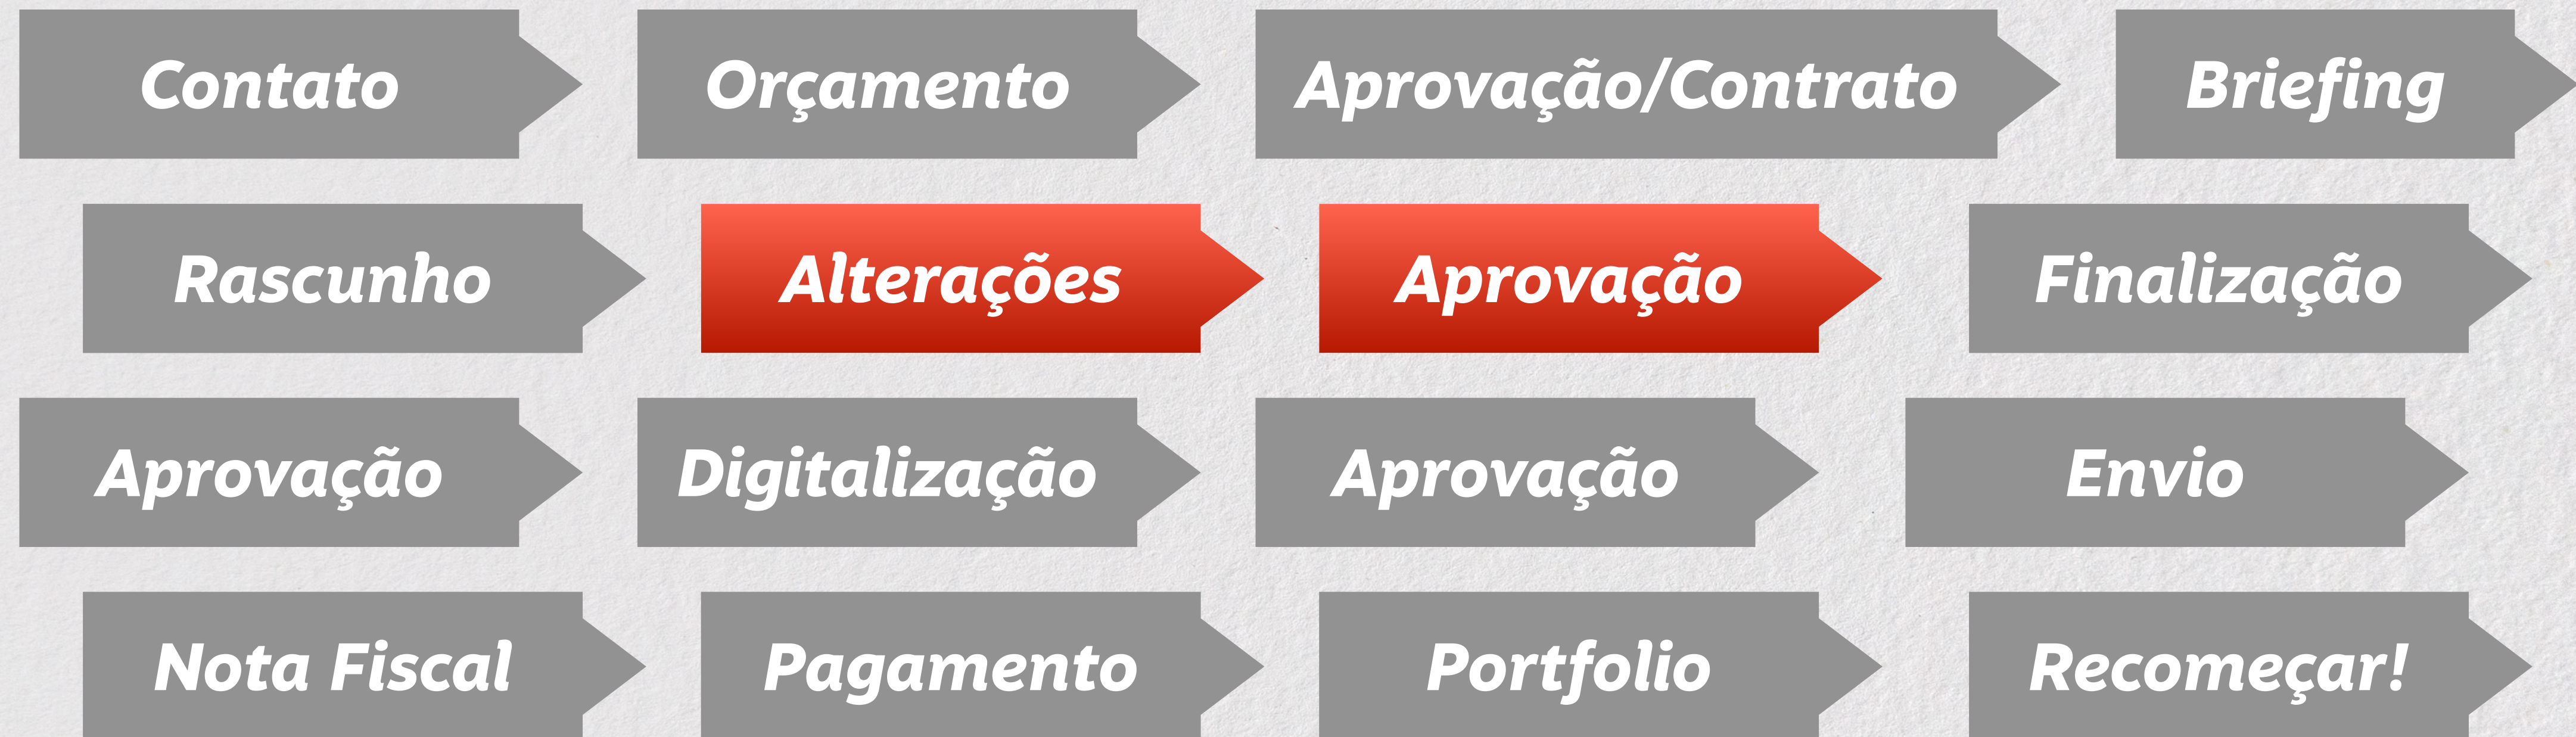 Contato
Orçamento
Aprovação/Contrato
Briefing
Rascunho
Alterações
Aprovação
Finalização
Aprovação
Digitalização
Aprovação
Envio
Nota Fiscal
Pagamento
Portfolio
Recomeçar!